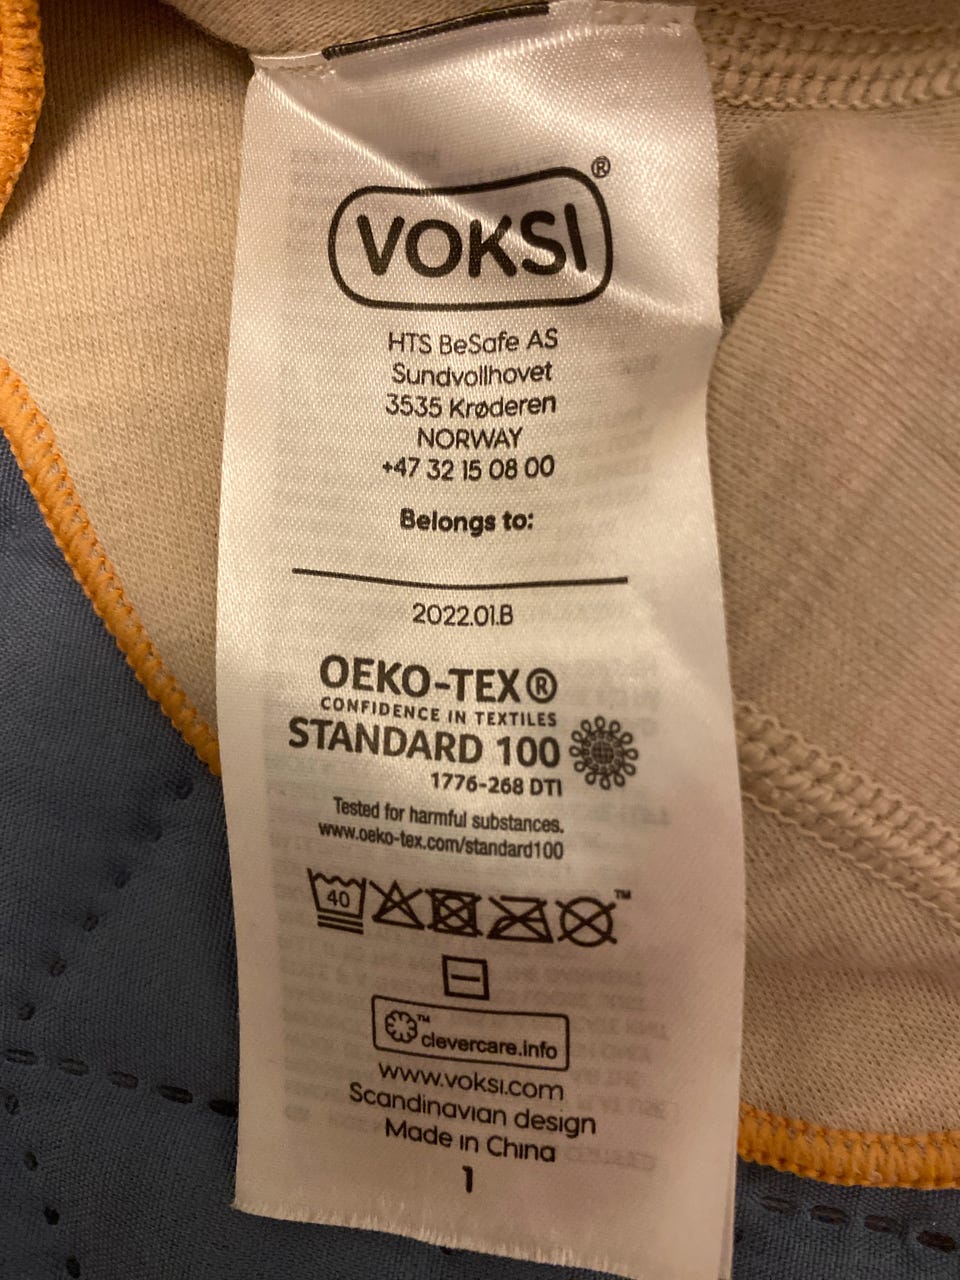 VOKSI®
HTS BeSafe AS
Sundvollhovet
3535 Krøderen
NORWAY
+47 32 15 08 00
Belongs to:
2022.01.B
OEKO-TEX®
CONFIDENCE IN TEXTILES
STANDARD 100
1776-268 DTI
Tested for harmful substances.
www.oeko-tex.com/standard100
40 ™
™ clevercare.info
www.voksi.com
Scandinavian design
Made in China
1